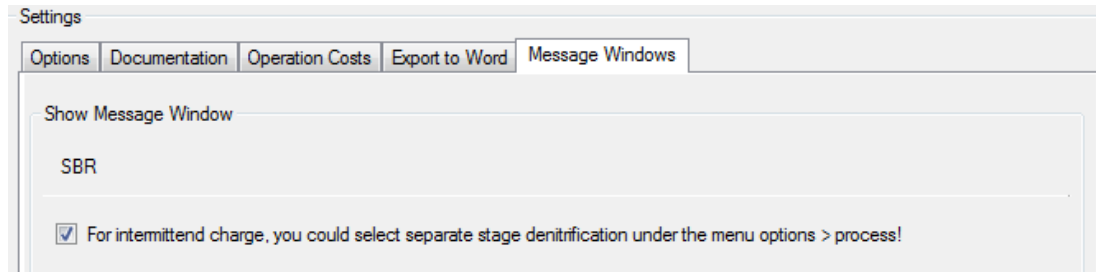 Settings
Options Documentation Operation Costs Export to Word Message Windows
Show Message Window
SBR
For intermittend charge, you could select separate stage denitrification under the menu options > process!